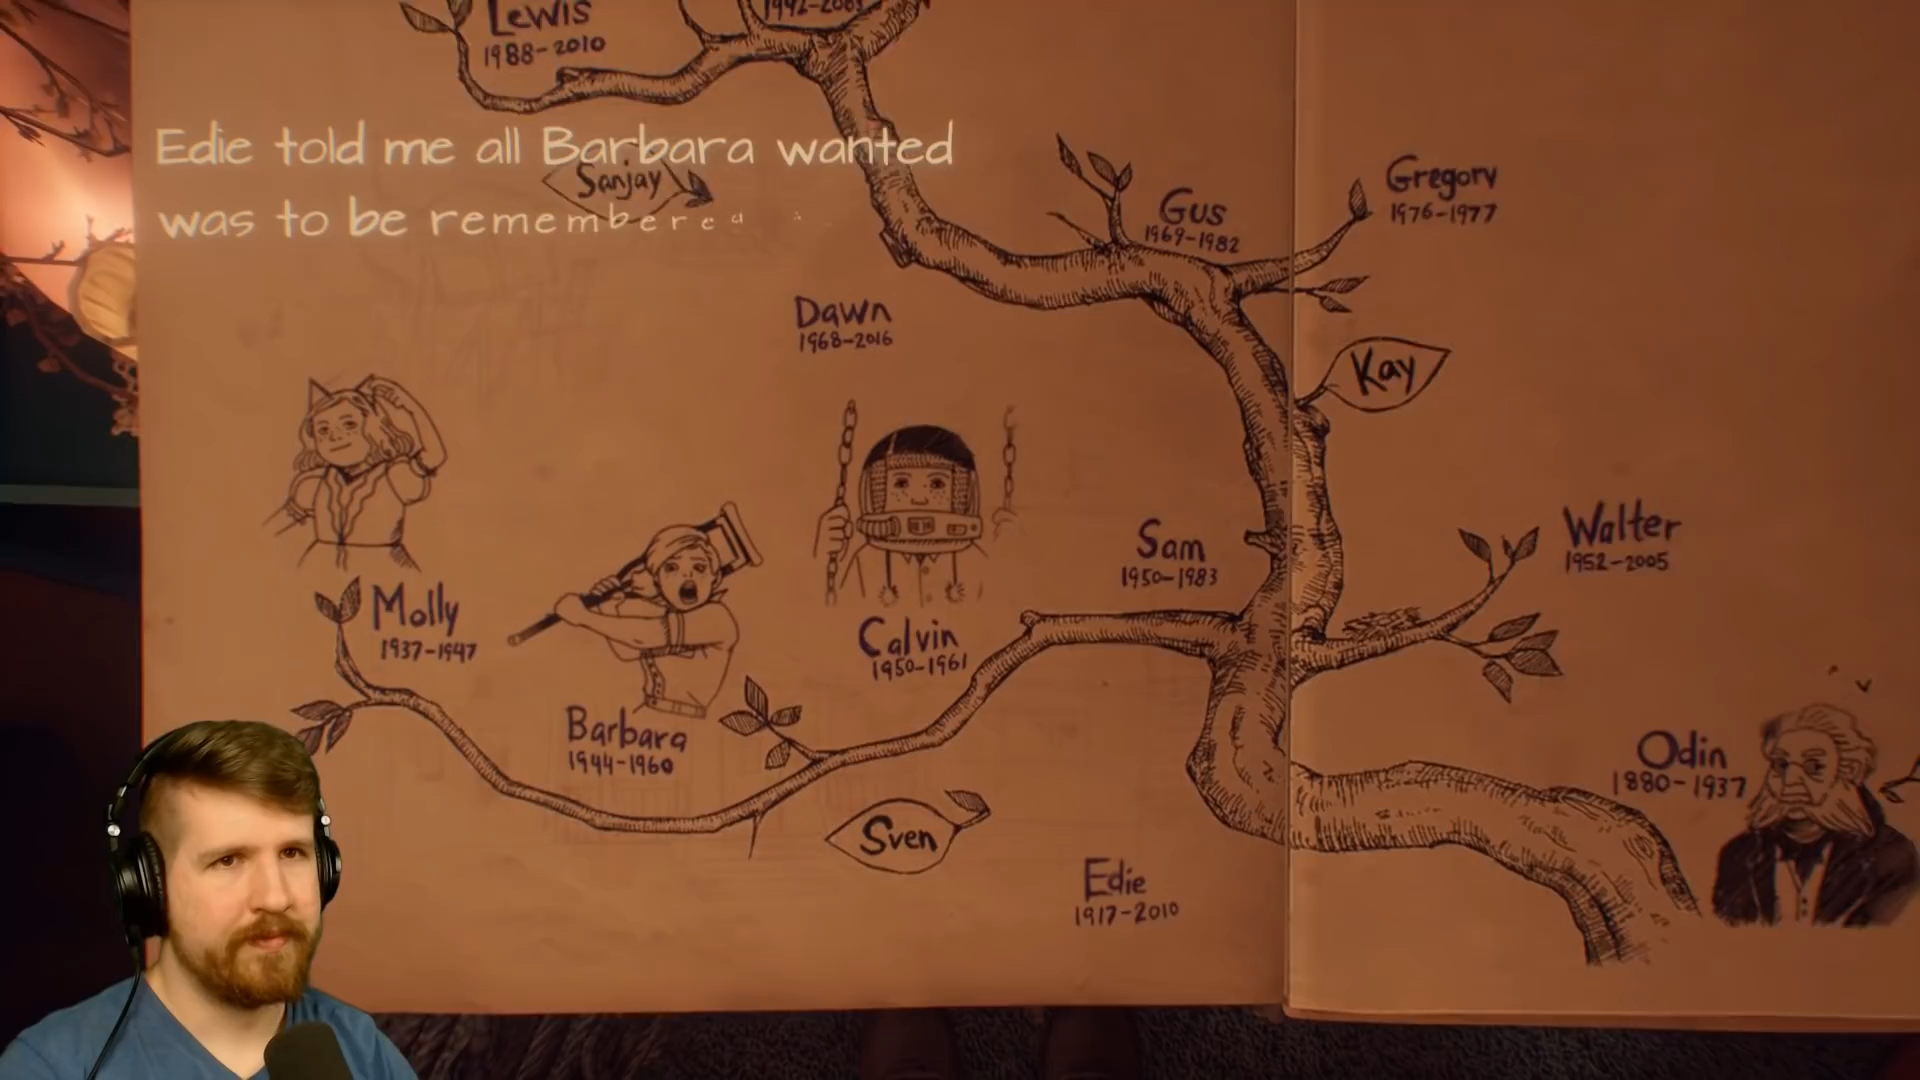 Lewis
1988-2010
Edie told me all Barbara wanted
was to be remembered
Sanjay
Gus
1969-1982
Gregory
1976-1977
Dawn
1968-2016
Kay
Sam
1950-1983
Walter
1952-2005
Molly
1937-1947
Calvin
1950-1961
Barbara
1944-1960
Odin
1880-1937
Sven
Edie
1917-2010